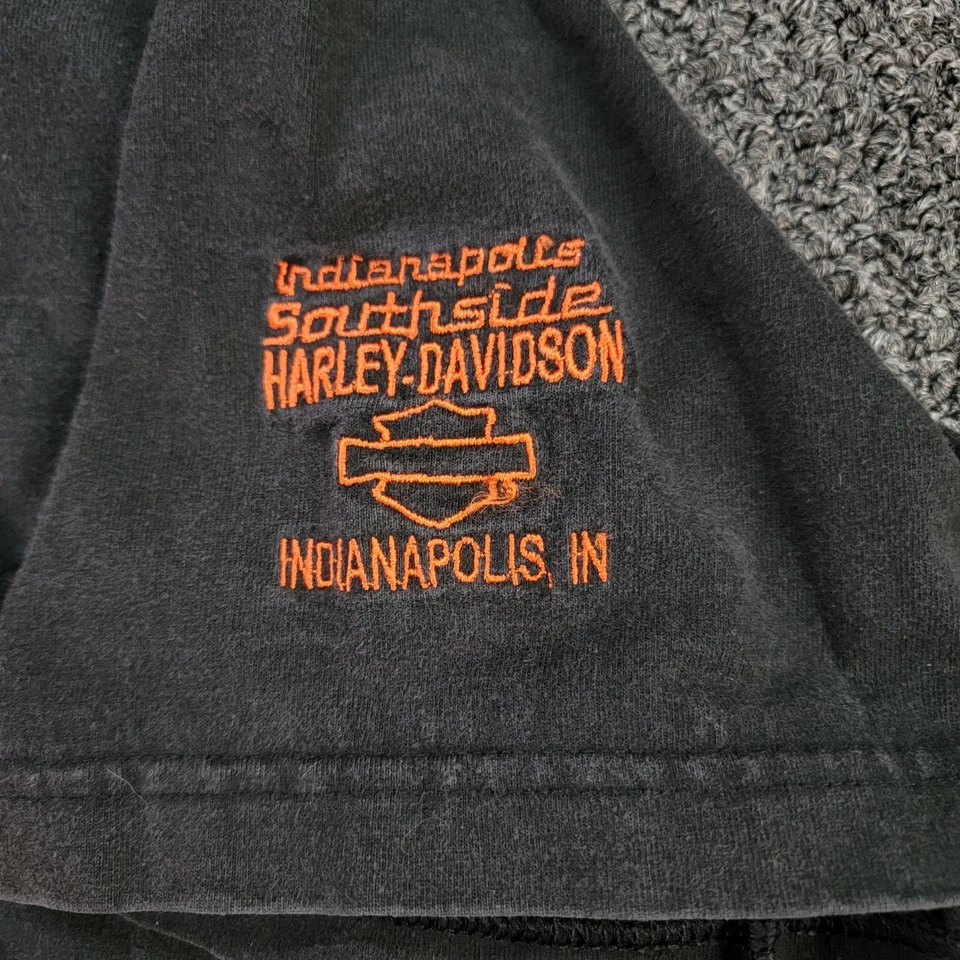 Indianapolis
Southside
HARLEY-DAVIDSON
INDIANAPOLIS, IN